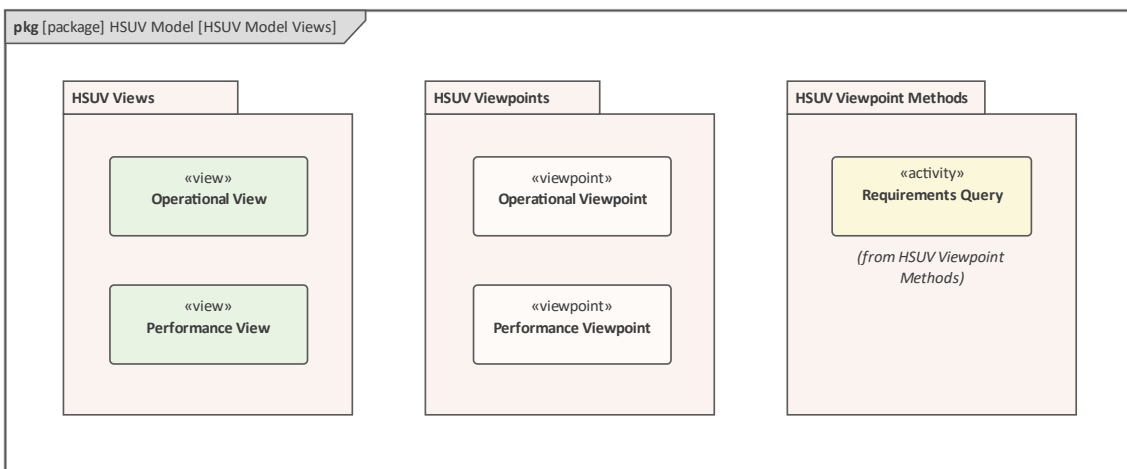 pkg [package] HSUV Model [HSUV Model Views]
HSUV Views
«view»
Operational View
«view»
Performance View
HSUV Viewpoints
«viewpoint»
Operational Viewpoint
«viewpoint»
Performance Viewpoint
HSUV Viewpoint Methods
«activity»
Requirements Query
(from HSUV Viewpoint
Methods)